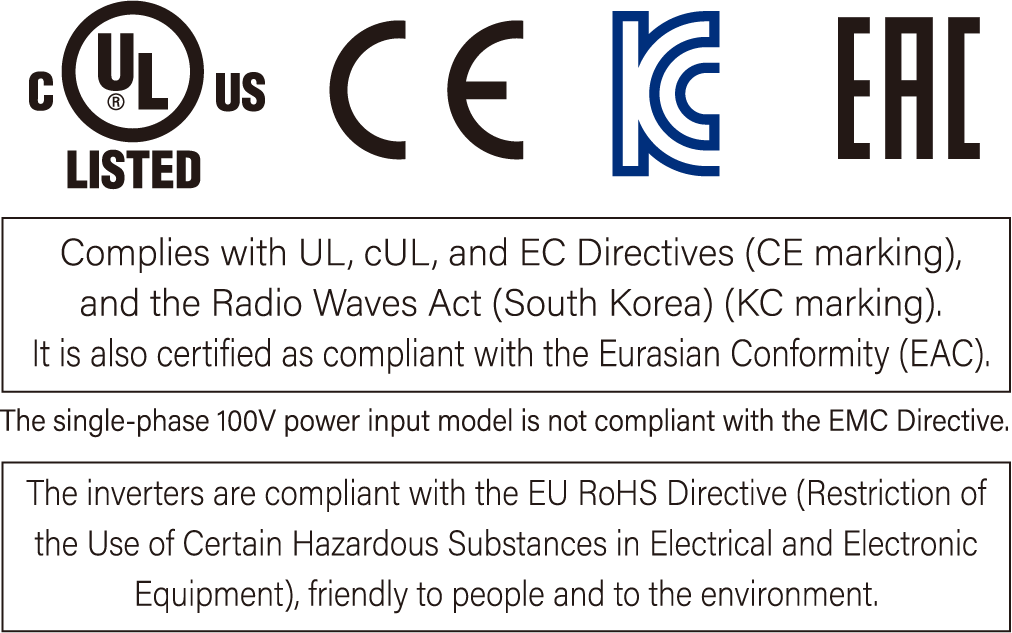 C UL® US CE KC EAC
LISTED
Complies with UL, cUL, and EC Directives (CE marking),
and the Radio Waves Act (South Korea) (KC marking).
It is also certified as compliant with the Eurasian Conformity (EAC).
The single-phase 100V power input model is not compliant with the EMC Directive.
The inverters are compliant with the EU RoHS Directive (Restriction of
the Use of Certain Hazardous Substances in Electrical and Electronic
Equipment), friendly to people and to the environment.